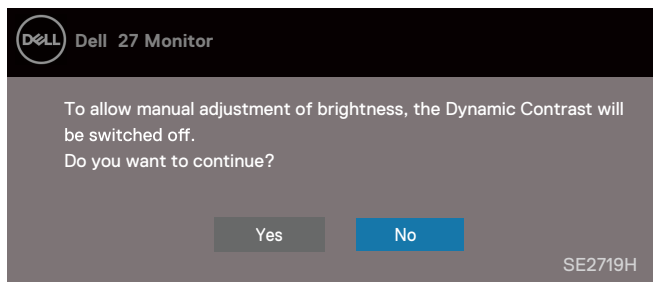 DELL Dell 27 Monitor
To allow manual adjustment of brightness, the Dynamic Contrast will
be switched off.
Do you want to continue?
Yes No
SE2719H